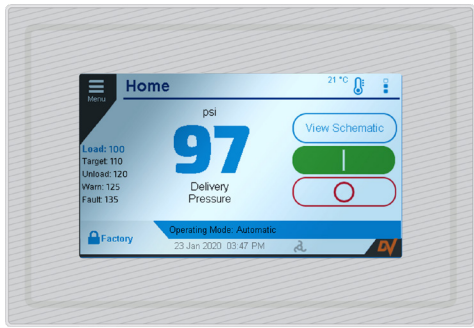 Home
21 °C
Menu
psi
97
Delivery
Pressure
Load: 100
Target: 110
Unload: 120
Warn: 125
Fault: 135
View Schematic
Factory
Operating Mode: Automatic
23 Jan 2020 03:47 PM
DV